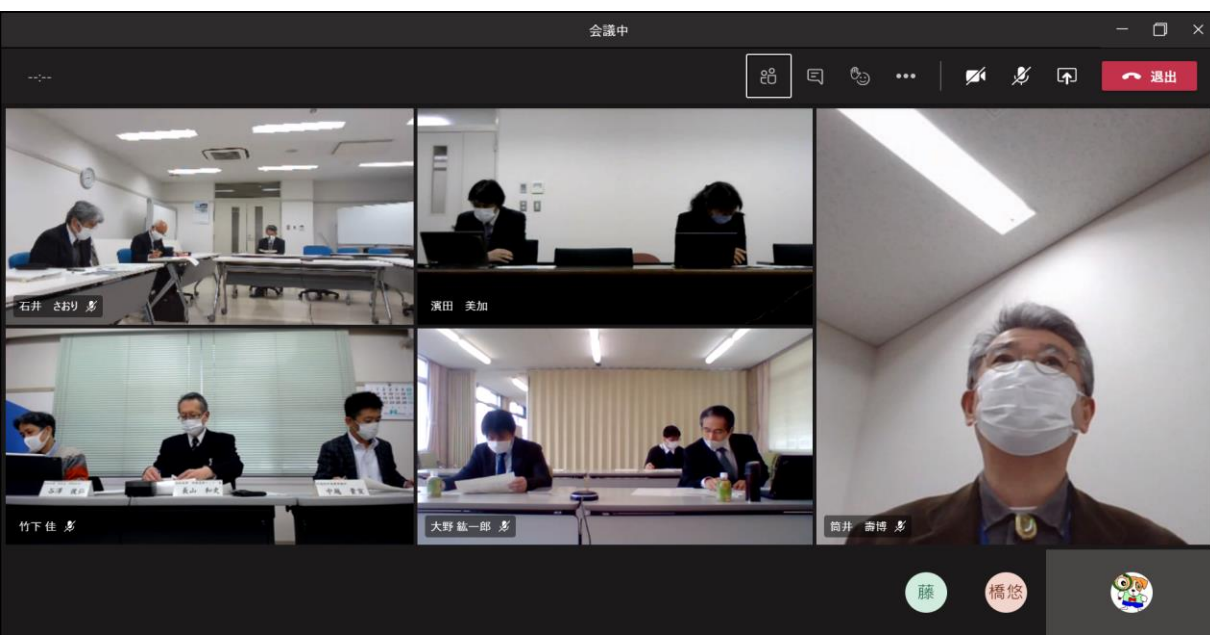 会議中
--:--
退出
石井 さおり
濱田 美加
竹下 佳
大野 紘一郎
筒井 壽博
藤
橋悠